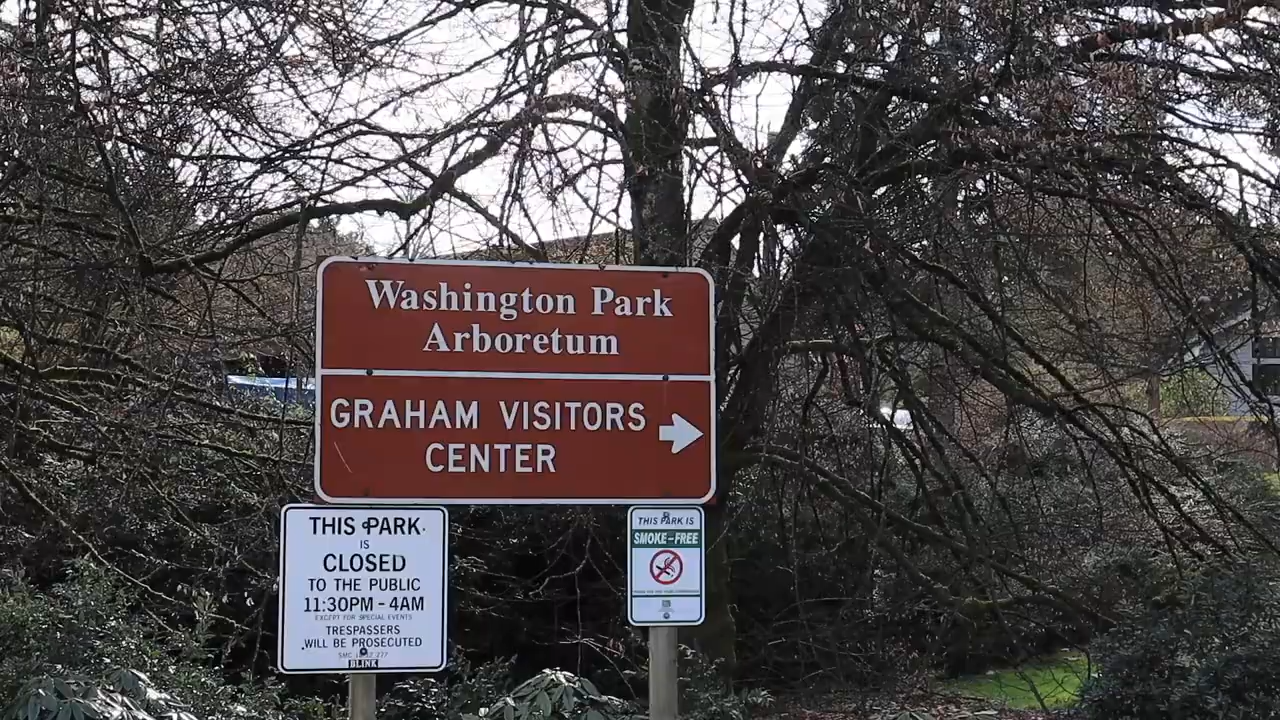 Washington Park
Arboretum
GRAHAM VISITORS
CENTER
THIS PARK
IS
CLOSED
TO THE PUBLIC
11:30PM - 4AM
EXCEPT FOR SPECIAL EVENTS
TRESPASSERS
WILL BE PROSECUTED
SMC
BLINK
THIS PARK IS
SMOKE-FREE